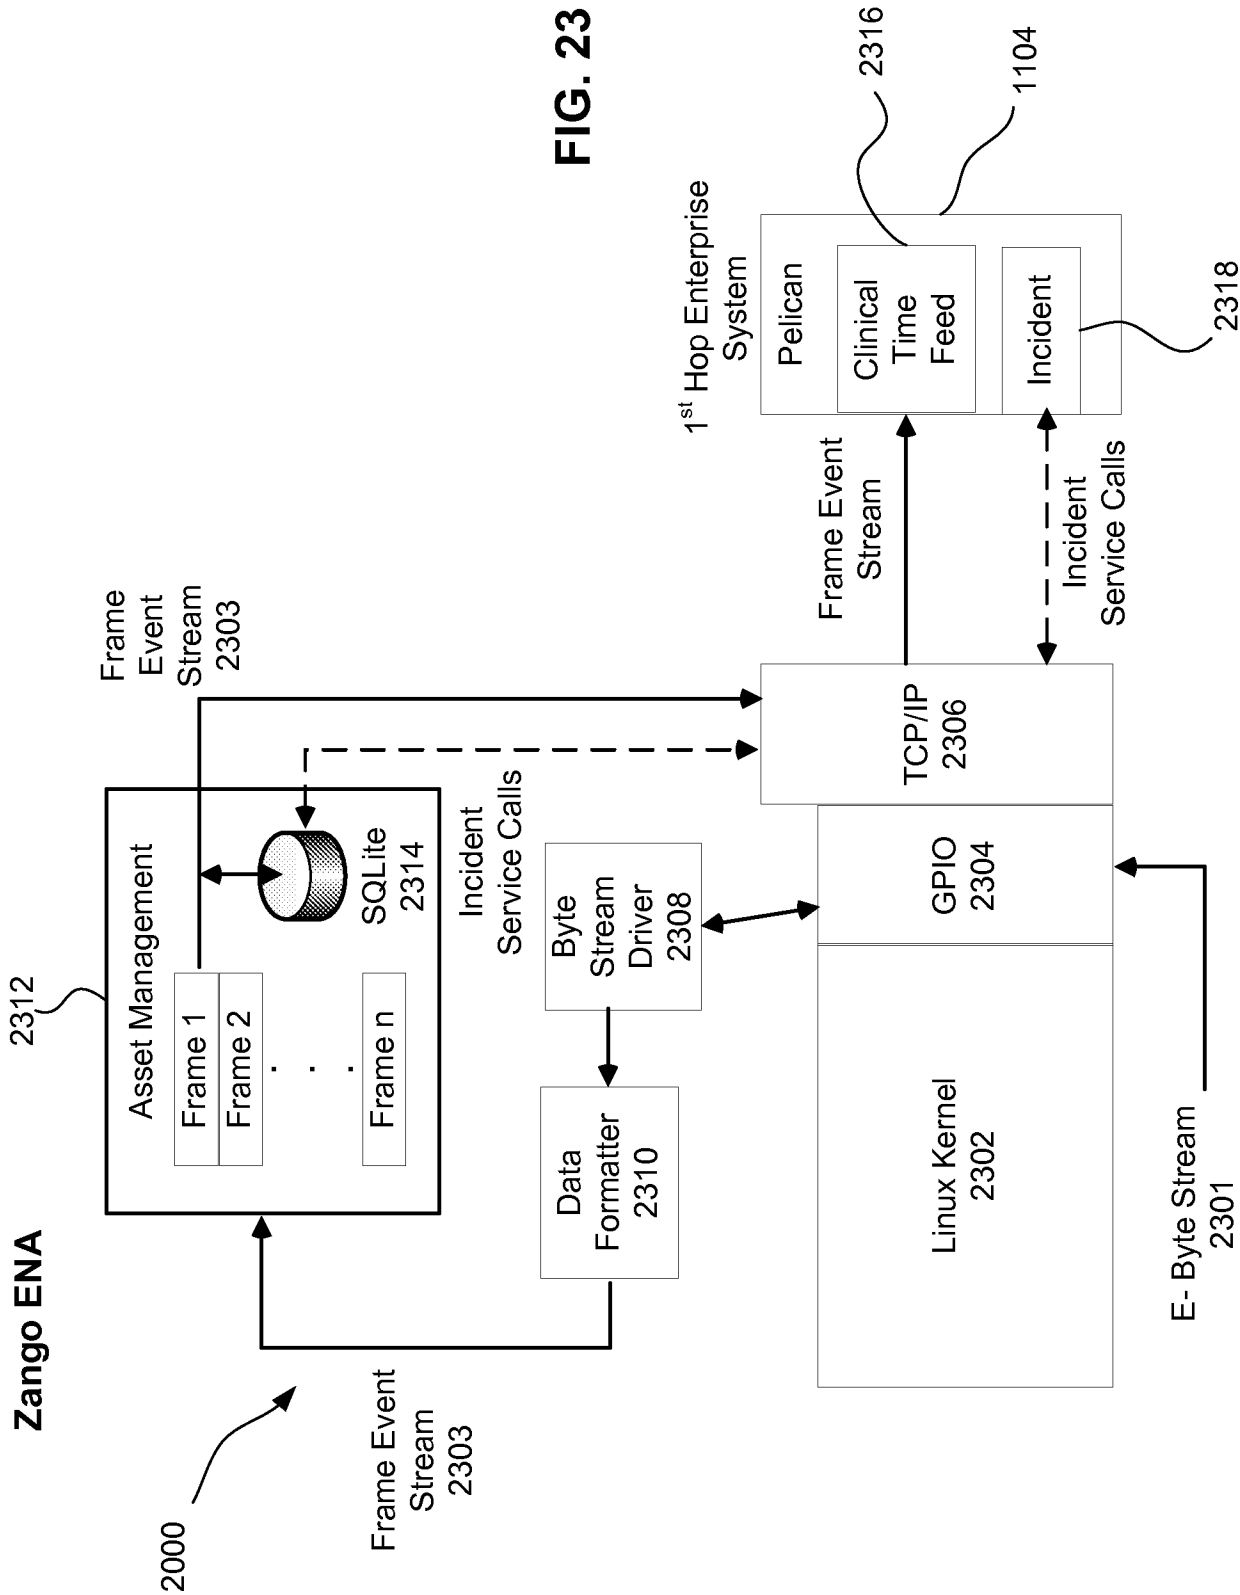 Zango ENA
2000
2312
Asset Management
Frame 1
Frame 2
. . .
Frame n
SQLite
2314
Frame
Event
Stream
2303
Frame Event
Stream
2303
Data
Formatter
2310
Byte
Stream
Driver
2308
Incident
Service Calls
Linux Kernel
2302
GPIO
2304
TCP/IP
2306
E- Byte Stream
2301
Frame Event
Stream
Incident
Service Calls
1st Hop Enterprise
System
Pelican
Clinical
Time
Feed
Incident
2316
1104
2318
FIG. 23